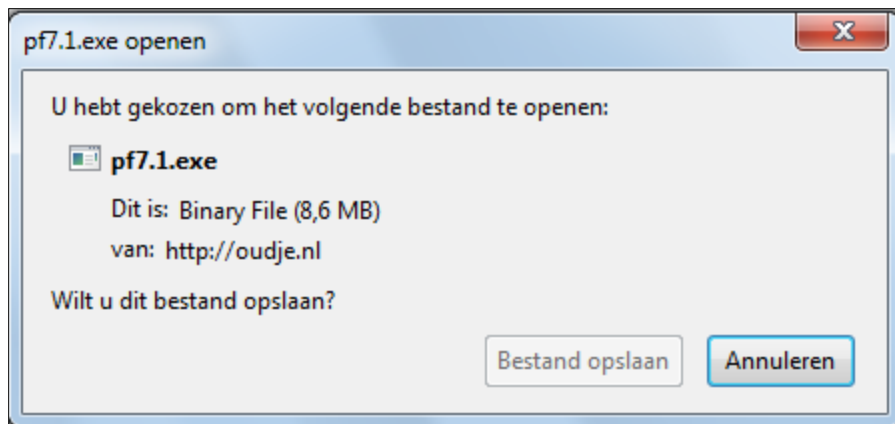 pf7.1.exe openen
U hebt gekozen om het volgende bestand te openen:
pf7.1.exe
Dit is: Binary File (8,6 MB)
van: http://oudje.nl
Wilt u dit bestand opslaan?
Bestand opslaan Annuleren